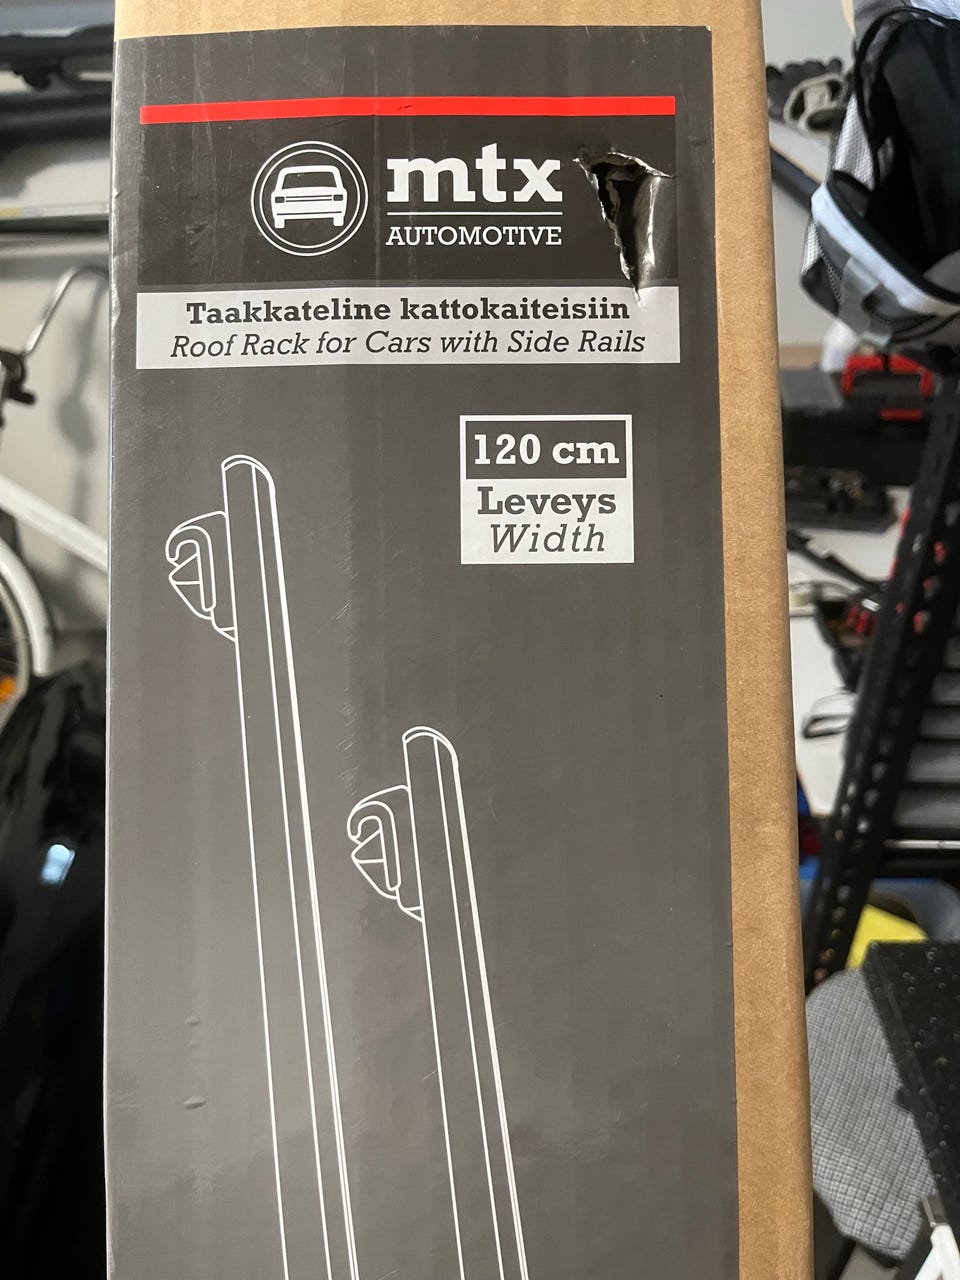 mtx
AUTOMOTIVE
Taakkateline kattokaiteisiin
Roof Rack for Cars with Side Rails
120 cm
Leveys
Width